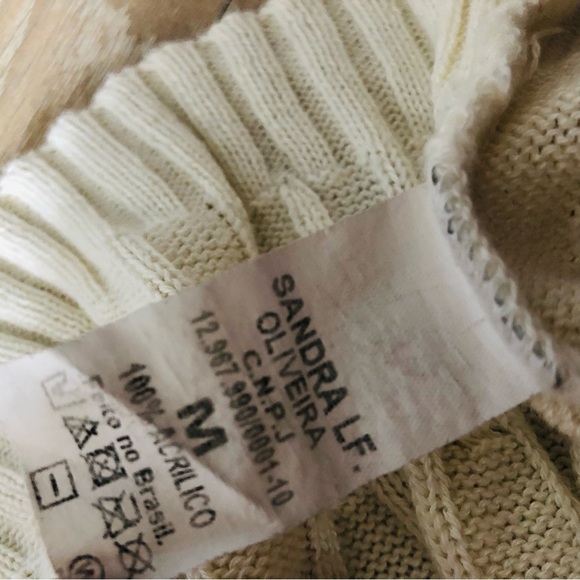 SANDRA LF.
OLIVEIRA
C.N.P.J
12.967.990/0001-10
M
100% ACRILICO
Feito no Brasil.